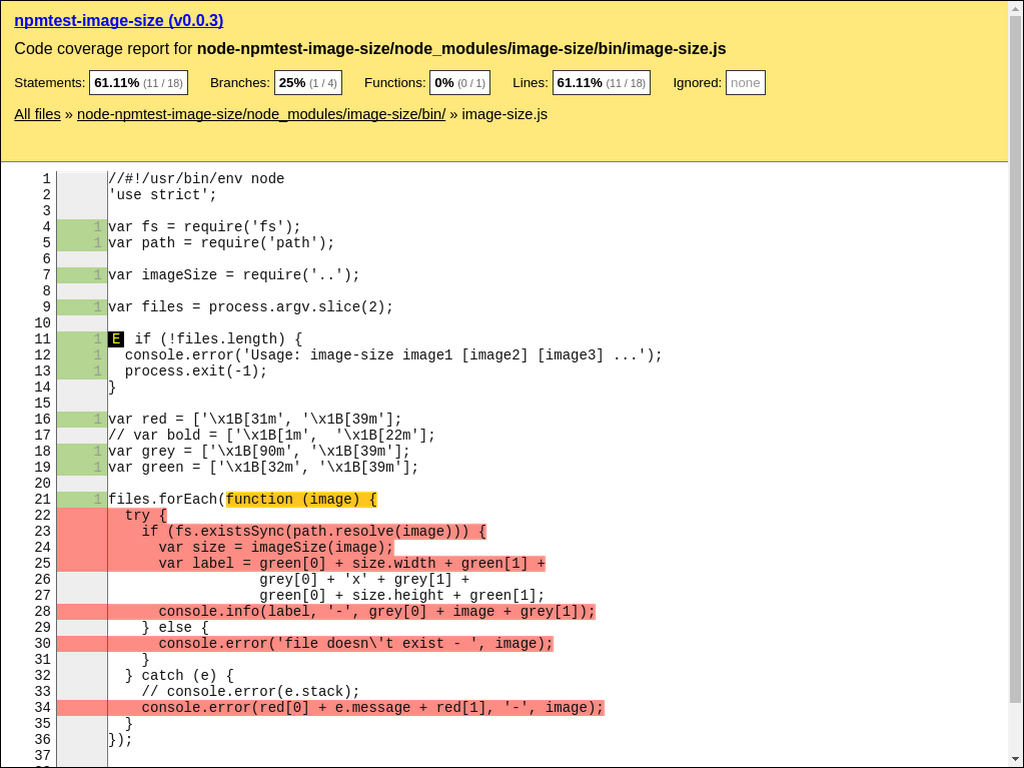 npmtest-image-size (v0.0.3)
Code coverage report for node-npmtest-image-size/node_modules/image-size/bin/image-size.js
Statements: 61.11% (11 / 18) Branches: 25% (1 / 4) Functions: 0% (0 / 1) Lines: 61.11% (11 / 18) Ignored: none
All files » node-npmtest-image-size/node_modules/image-size/bin/ » image-size.js
1 //#!/usr/bin/env node
2 'use strict';
3
4 1 var fs = require('fs');
5 1 var path = require('path');
6
7 1 var imageSize = require('..');
8
9 1 var files = process.argv.slice(2);
10
11 1 E if (!files.length) {
12 1   console.error('Usage: image-size image1 [image2] [image3] ...');
13 1   process.exit(-1);
14 }
15
16 1 var red = ['\x1B[31m', '\x1B[39m'];
17 // var bold = ['\x1B[1m',  '\x1B[22m'];
18 1 var grey = ['\x1B[90m', '\x1B[39m'];
19 1 var green = ['\x1B[32m', '\x1B[39m'];
20
21 1 files.forEach(function (image) {
22   try {
23     if (fs.existsSync(path.resolve(image))) {
24       var size = imageSize(image);
25       var label = green[0] + size.width + green[1] +
26                   grey[0] + 'x' + grey[1] +
27                   green[0] + size.height + green[1];
28       console.info(label, '-', grey[0] + image + grey[1]);
29     } else {
30       console.error('file doesn\'t exist - ', image);
31     }
32   } catch (e) {
33     // console.error(e.stack);
34     console.error(red[0] + e.message + red[1], '-', image);
35   }
36 });
37